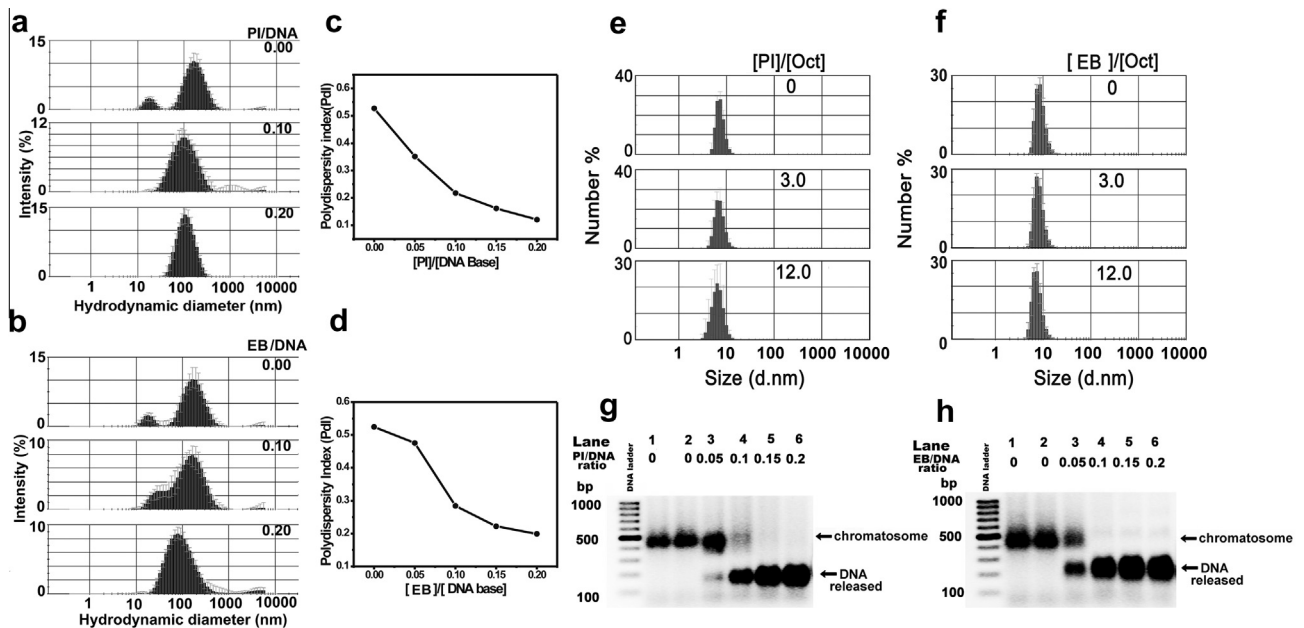 a
PI/DNA
15
0.00
0
12
0.10
0
15
0.20
0
Intensity (%)
1 10 100 1000 10000
Hydrodynamic diameter (nm)
b
EB/DNA
15
0.00
0
10
0.10
0
10
0.20
0
Intensity (%)
1 10 100 1000 10000
Hydrodynamic diameter (nm)
c
0.6
0.5
0.4
0.3
0.2
0.1
Polydispersity index(PdI)
0.00 0.05 0.10 0.15 0.20
[PI]/[DNA Base]
d
0.6
0.5
0.4
0.3
0.2
0.1
Polydispersity Index (PdI)
0.00 0.05 0.10 0.15 0.20
[ EB ]/[ DNA base]
e
[PI]/[Oct]
40
0
0
40
3.0
0
30
12.0
0
Number %
1 10 100 1000 10000
Size (d.nm)
f
[ EB ]/[Oct]
30
0
0
30
3.0
0
30
12.0
0
Number %
1 10 100 1000 10000
Size (d.nm)
g
Lane 1 2 3 4 5 6
PI/DNA ratio 0 0 0.05 0.1 0.15 0.2
DNA ladder
bp
1000
500
100
chromatosome
DNA released
h
Lane 1 2 3 4 5 6
EB/DNA ratio 0 0 0.05 0.1 0.15 0.2
DNA ladder
bp
1000
500
100
chromatosome
DNA released